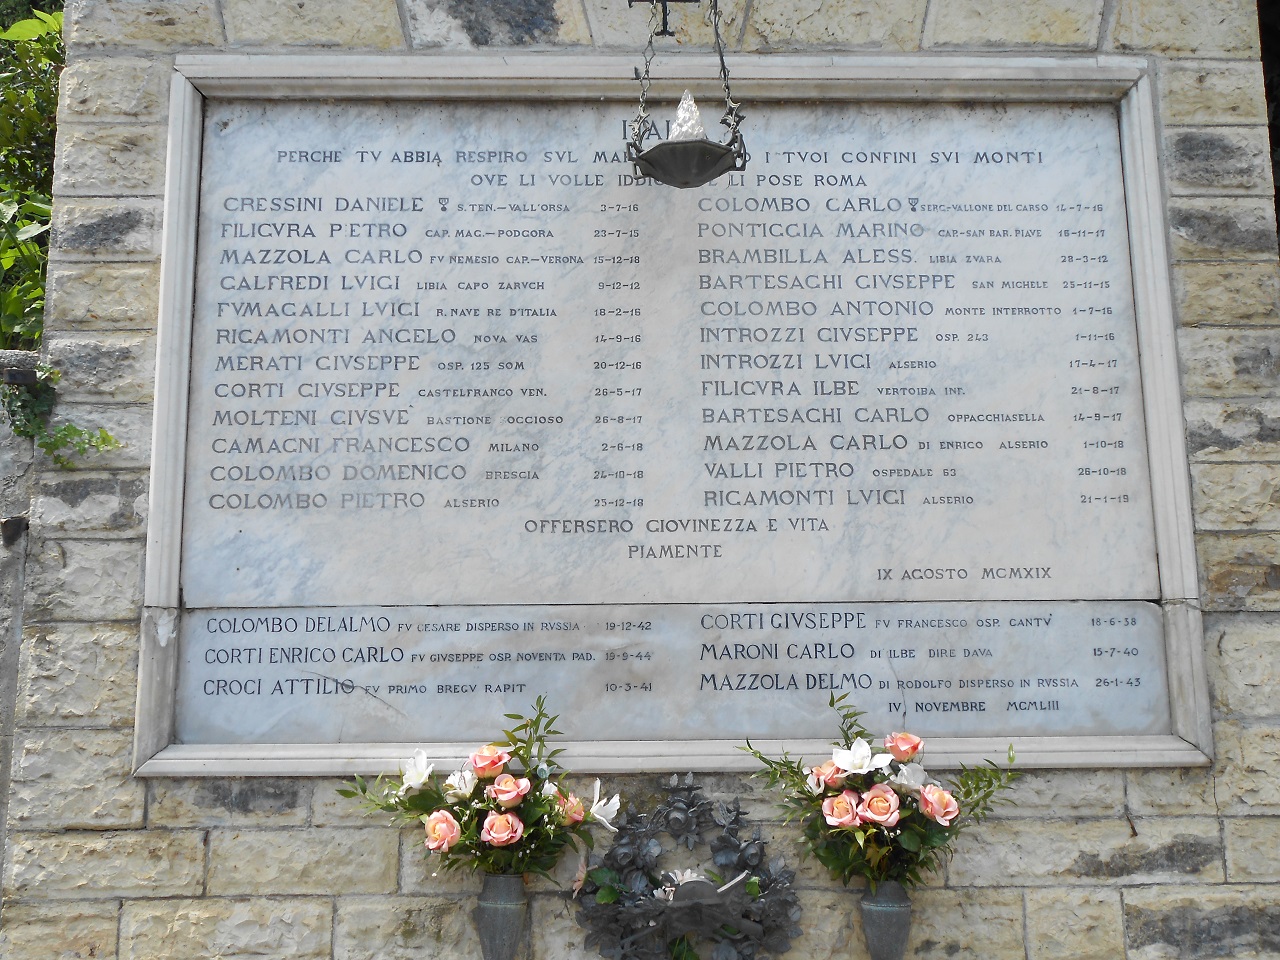 PERCHE TV ABBIA RESPIRO SVL I TVOI CONFINI SVI MONTI
OVE LI VOLLE LI POSE ROMA
CRESSINI DANIELE S.TEN.-VALL'ORSA 3-7-16
FILICVRA PIETRO CAP. MAG.-PODGORA 23-7-15
MAZZOLA CARLO FV NEMESIO CAP.-VERONA 15-12-18
CALFREDI LVIGI LIBIA CAPO ZARVGH 9-12-12
FVMAGALLI LVIGI R. NAVE RE D'ITALIA 18-2-16
RIGAMONTI ANGELO NOVA VAS 14-9-16
MERATI GIVSEPPE OSP. 125 SOM 20-12-16
CORTI GIVSEPPE CASTELFRANCO VEN. 26-5-17
MOLTENI GIVSVE' BASTIONE OCCIOSO 26-8-17
CAMAGNI FRANCESCO MILANO 2-6-18
COLOMBO DOMENICO BRESCIA 24-10-18
COLOMBO PIETRO ALSERIO 25-12-18
COLOMBO CARLO SERG-VALLONE DEL CARSO 14-7-16
PONTICCIA MARINO CAP.-SAN BAR. PIAVE 16-11-17
BRAMBILLA ALESS. LIBIA ZVARA 28-3-12
BARTESAGHI GIVSEPPE SAN MICHELE 25-11-15
COLOMBO ANTONIO MONTE INTERROTTO 1-7-16
INTROZZI GIVSEPPE OSP. 243 1-11-16
INTROZZI LVIGI ALSERIO 17-4-17
FILICVRA ILBE VERTOIBA INF. 21-8-17
BARTESACHI CARLO OPPACCHIASELLA 14-9-17
MAZZOLA CARLO DI ENRICO ALSERIO 1-10-18
VALLI PIETRO OSPEDALE 63 26-10-18
RIGAMONTI LVIGI ALSERIO 21-1-19
OFFERSERO GIOVINEZZA E VITA
PIAMENTE
IX AGOSTO MCMXIX
COLOMBO DELALMO FV CESARE DISPERSO IN RVSSIA - 19-12-42
CORTI ENRICO CARLO FV GIVSEPPE OSP. NOVENTA PAD. 19-9-44
CROCI ATTILIO FV PRIMO BREGV RAPIT 10-3-41
CORTI GIVSEPPE FV FRANCESCO OSP. CANTV' 18-6-38
MARONI CARLO DI ILBE DIRE DAVA 15-7-40
MAZZOLA DELMO DI RODOLFO DISPERSO IN RVSSIA 26-1-43
IV NOVEMBRE MCMLIII